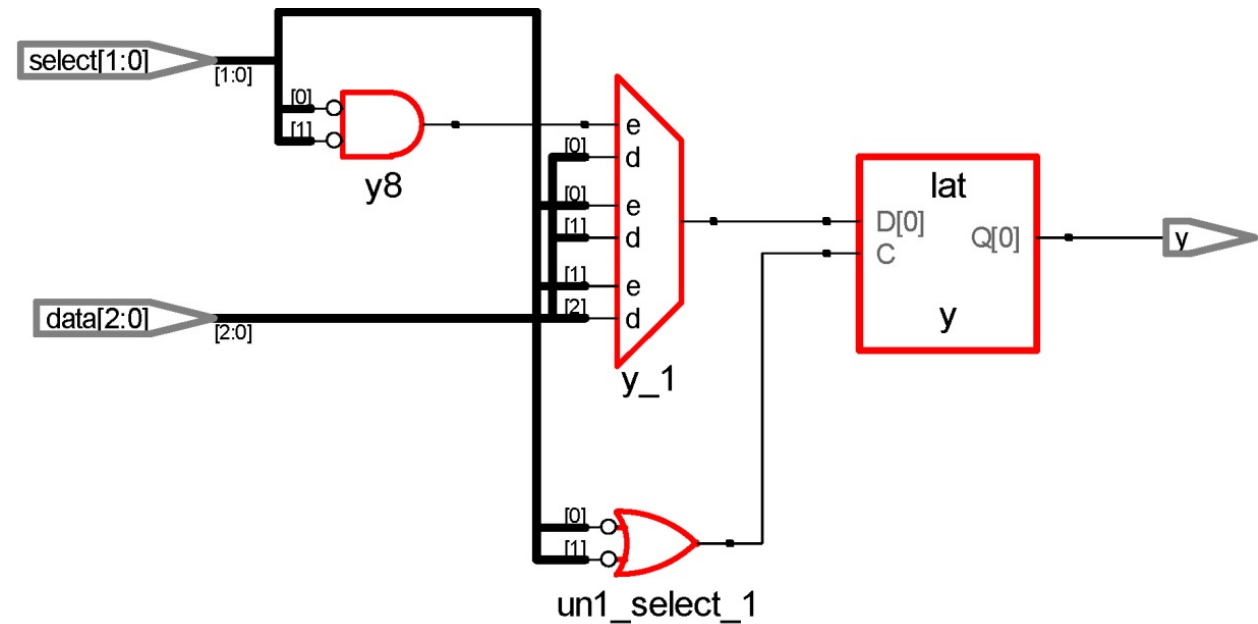 select[1:0]
[1:0]
[0]
[1]
y8
e
[0]
d
[0]
e
[1]
d
[1]
e
[2]
d
y_1
data[2:0]
[2:0]
lat
D[0]
C
Q[0]
y
y
[0]
[1]
un1_select_1